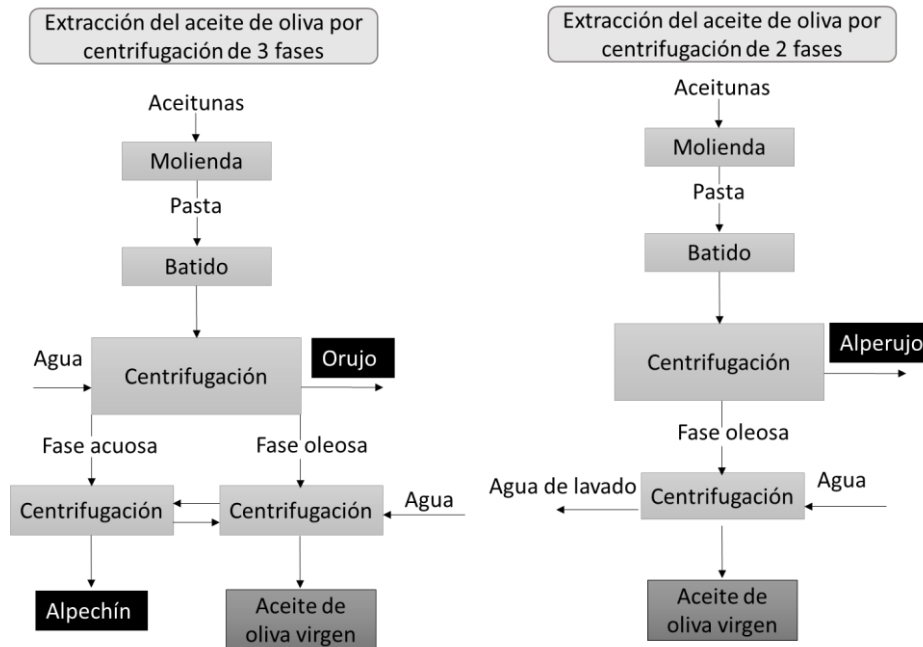 Extracción del aceite de oliva por
centrifugación de 3 fases
Aceitunas
Molienda
Pasta
Batido
Agua
Centrifugación
Orujo
Fase acuosa
Fase oleosa
Centrifugación
Centrifugación
Agua
Alpechín
Aceite de
oliva virgen
Extracción del aceite de oliva por
centrifugación de 2 fases
Aceitunas
Molienda
Pasta
Batido
Centrifugación
Alperujo
Fase oleosa
Agua de lavado
Centrifugación
Agua
Aceite de
oliva virgen